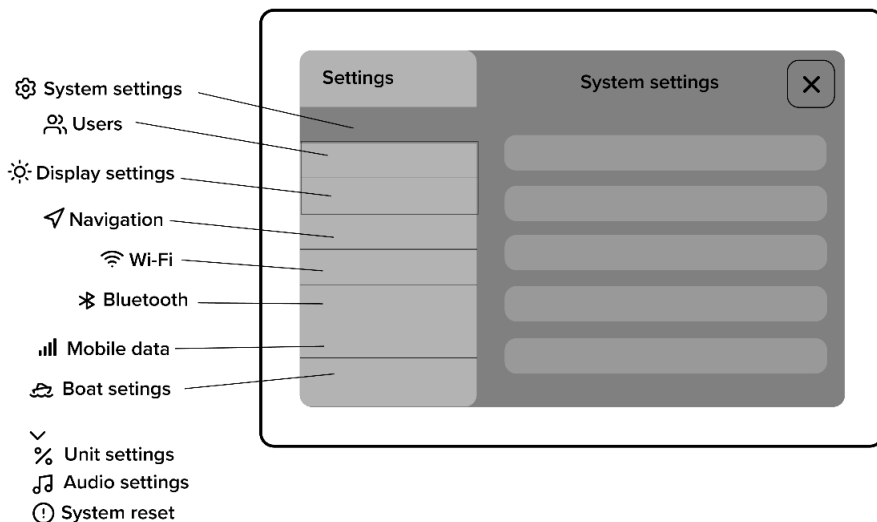 Settings
System settings
System settings
Users
Display settings
Navigation
Wi-Fi
Bluetooth
Mobile data
Boat setings
Unit settings
Audio settings
System reset